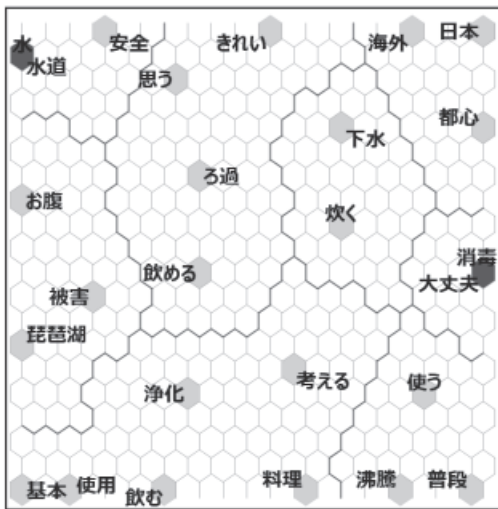 安全
きれい
海外
日本
水
水道
思う
都心
下水
ろ過
お腹
炊く
消毒
飲める
大丈夫
被害
琵琶湖
考える
使う
浄化
料理
沸騰
普段
基本
使用
飲む